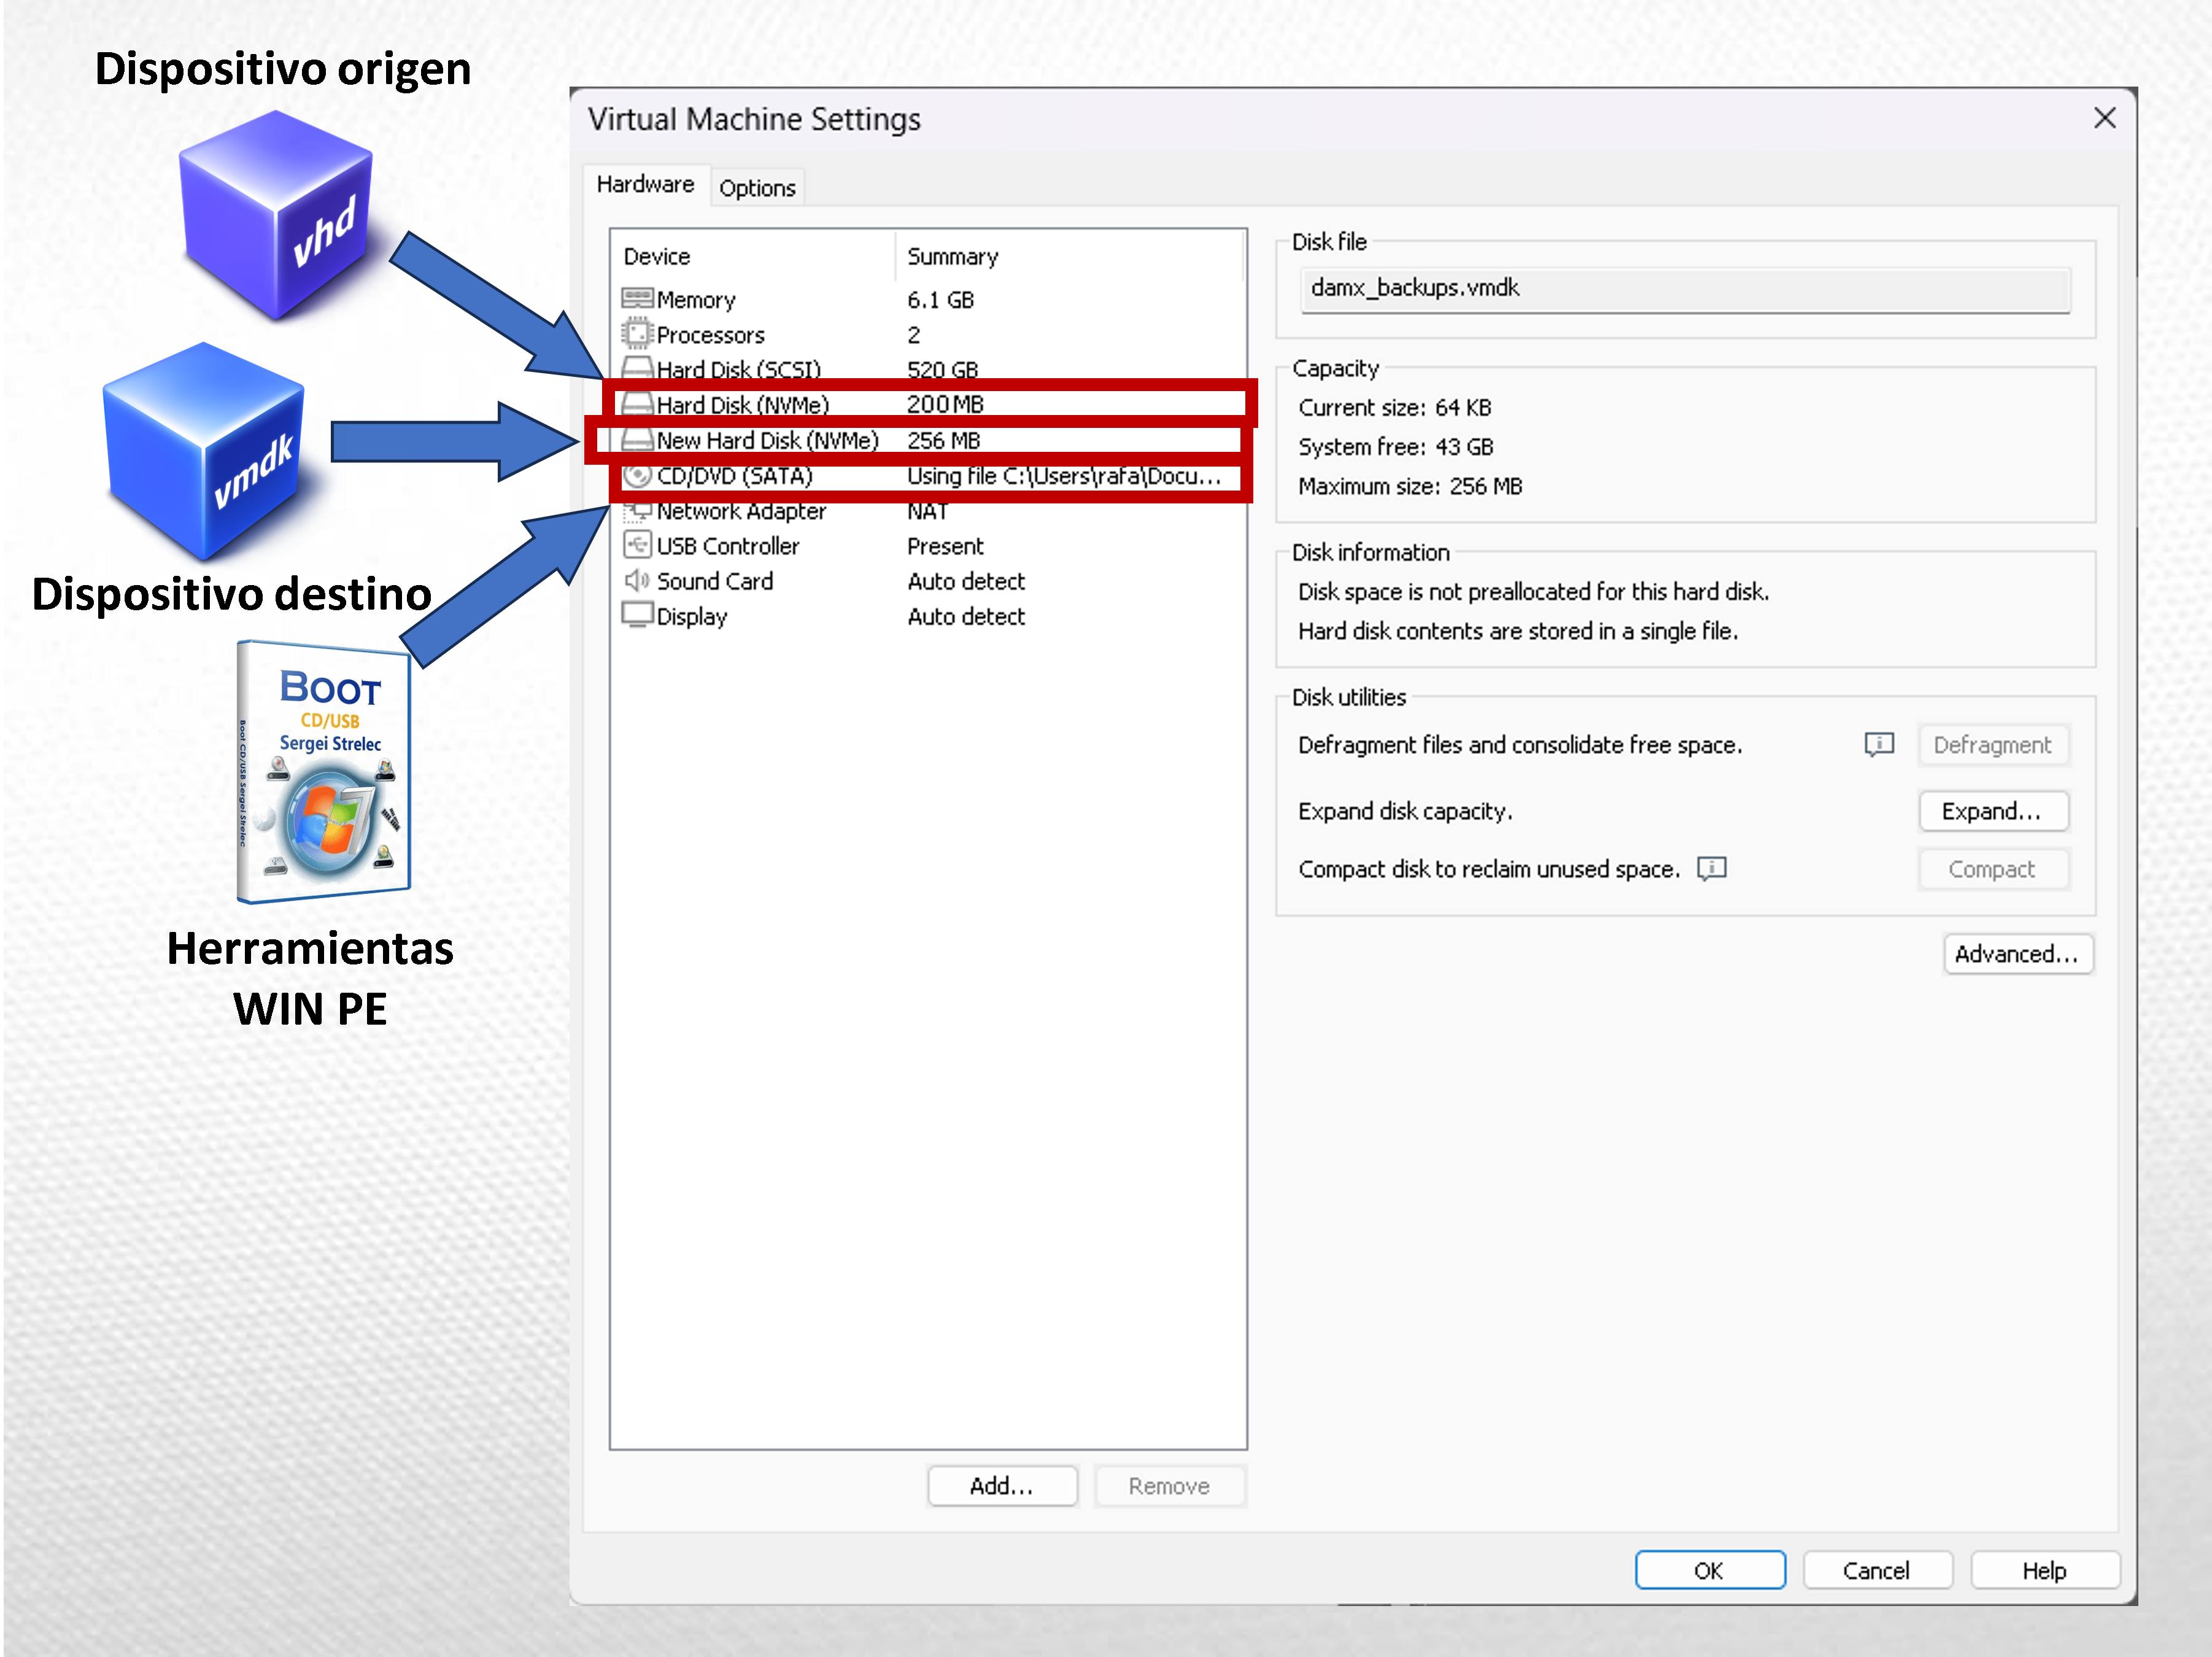 Dispositivo origen
vhd
vmdk
Dispositivo destino
BOOT
CD/USB
Sergei Strelec
Boot CD/USB Sergei Strelec
7
Herramientas
WIN PE
Virtual Machine Settings
Hardware
Options
Device Summary
Memory 6.1 GB
Processors 2
Hard Disk (SCSI) 520 GB
Hard Disk (NVMe) 200 MB
New Hard Disk (NVMe) 256 MB
CD/DVD (SATA) Using file C:\Users\rafa\Docu...
Network Adapter NAT
USB Controller Present
Sound Card Auto detect
Display Auto detect
Add...
Remove
Disk file
damx_backups.vmdk
Capacity
Current size: 64 KB
System free: 43 GB
Maximum size: 256 MB
Disk information
Disk space is not preallocated for this hard disk.
Hard disk contents are stored in a single file.
Disk utilities
Defragment files and consolidate free space. Defragment
Expand disk capacity. Expand...
Compact disk to reclaim unused space. Compact
Advanced...
OK
Cancel
Help